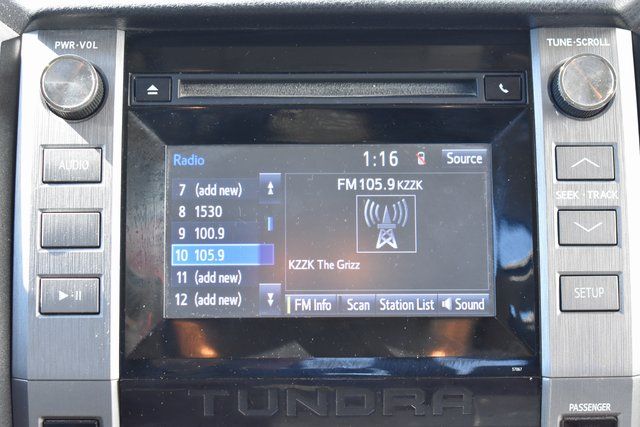 PWR·VOL
TUNE·SCROLL
AUDIO
Radio
1:16
Source
7 (add new)
8 1530
9 100.9
10 105.9
11 (add new)
12 (add new)
FM 105.9 KZZK
KZZK The Grizz
FM Info
Scan
Station List
Sound
SEEK·TRACK
SETUP
57067
TUNDRA
PASSENGER